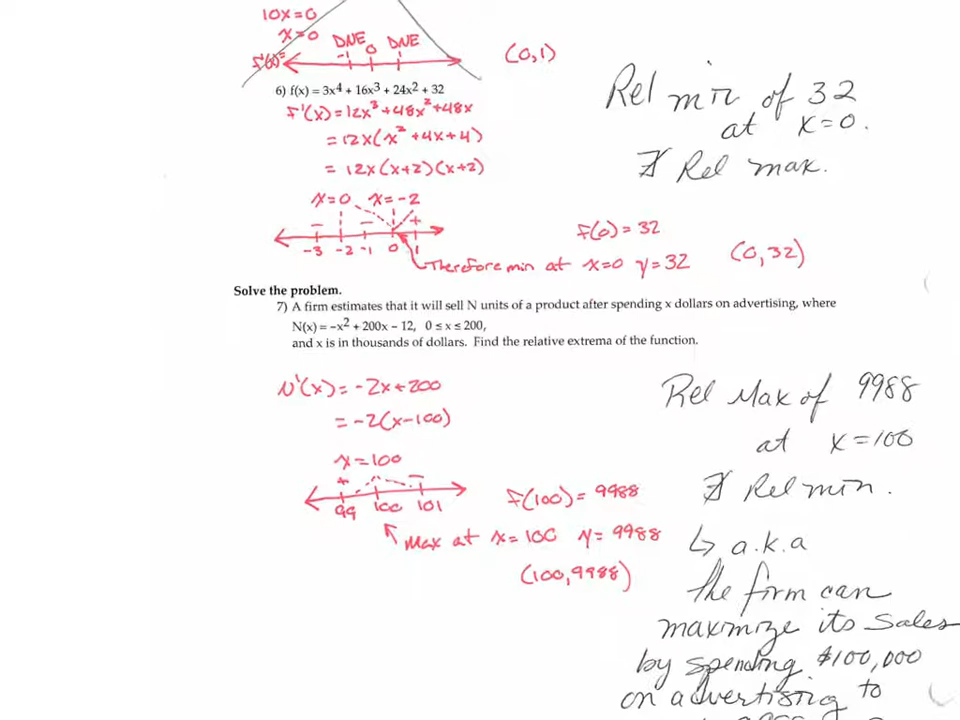 10x=0
x=0
DNE DNE
-1 0 1
f'(x)=
(0,1)
6) f(x) = 3x⁴ + 16x³ + 24x² + 32
f'(x) = 12x³+48x²+48x
= 12x(x²+4x+4)
= 12x(x+2)(x+2)
x=0 x=-2
- - +
-3 -2 -1 0 1
f(0) = 32
Therefore min at x=0 y=32 (0,32)
Rel min of 32
at x=0.
∄ Rel max.
Solve the problem.
7) A firm estimates that it will sell N units of a product after spending x dollars on advertising, where
N(x) = -x² + 200x - 12, 0 ≤ x ≤ 200,
and x is in thousands of dollars. Find the relative extrema of the function.
N'(x) = -2x+200
= -2(x-100)
x=100
+ -
99 100 101
f(100) = 9988
Max at x=100 y=9988
(100,9988)
Rel Max of 9988
at x=100
∄ Rel min.
↳ a.k.a
the firm can
maximize its sales
by spending $100,000
on advertising to